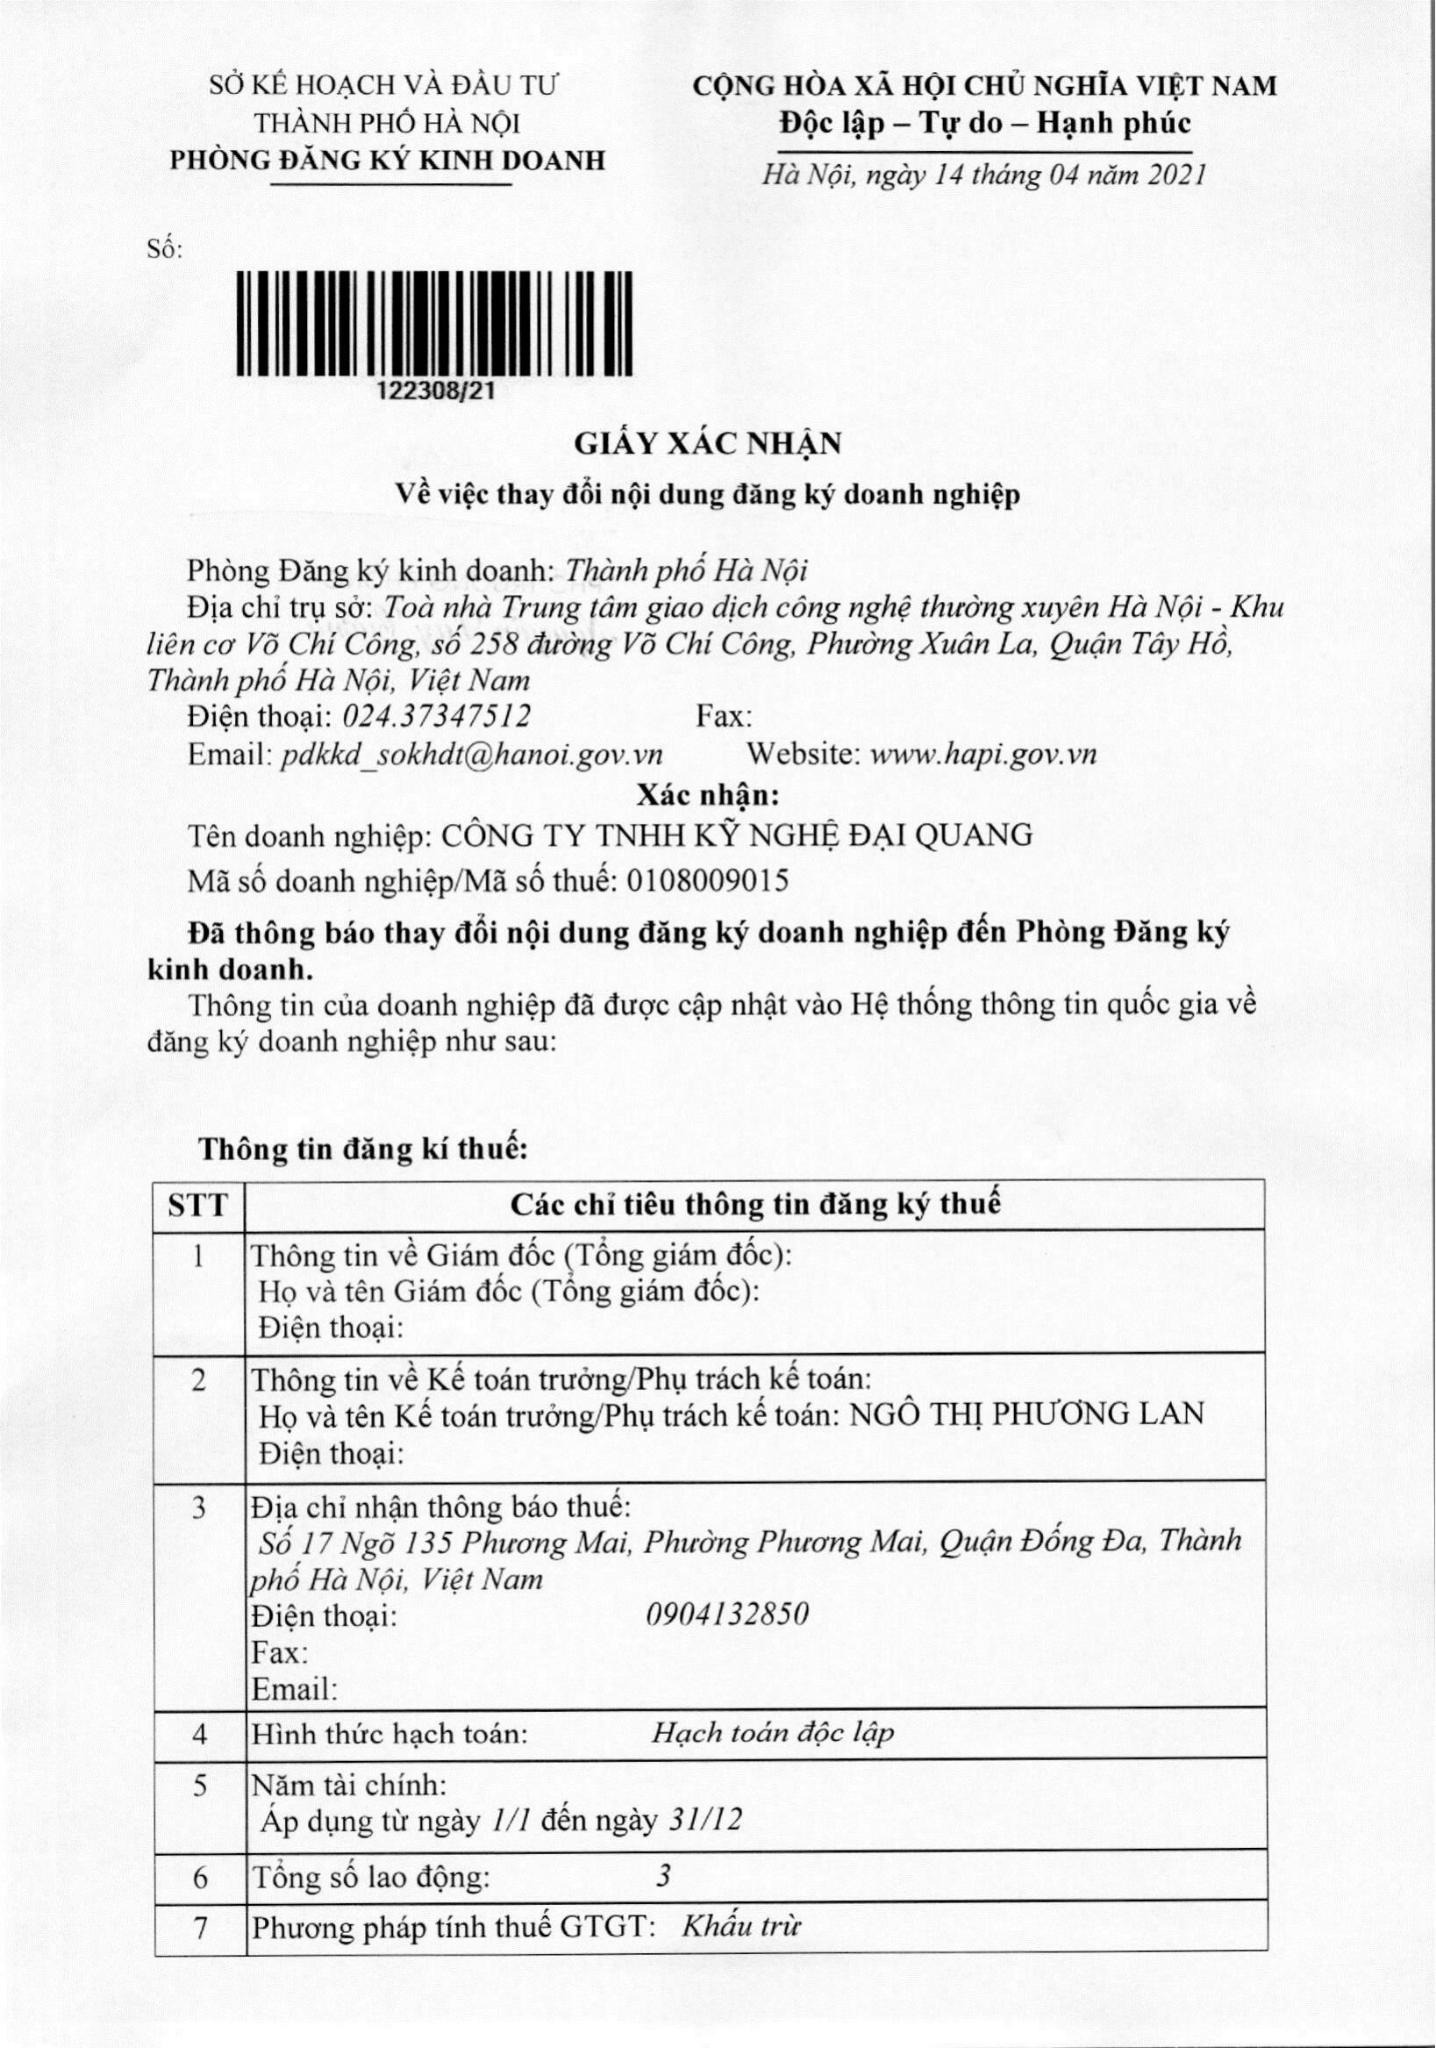 SỞ KẾ HOẠCH VÀ ĐẦU TƯ
THÀNH PHỐ HÀ NỘI
PHÒNG ĐĂNG KÝ KINH DOANH
CỘNG HÒA XÃ HỘI CHỦ NGHĨA VIỆT NAM
Độc lập – Tự do – Hạnh phúc
Hà Nội, ngày 14 tháng 04 năm 2021
Số:
122308/21
GIẤY XÁC NHẬN
Về việc thay đổi nội dung đăng ký doanh nghiệp
Phòng Đăng ký kinh doanh: Thành phố Hà Nội
Địa chỉ trụ sở: Toà nhà Trung tâm giao dịch công nghệ thường xuyên Hà Nội - Khu
liên cơ Võ Chí Công, số 258 đường Võ Chí Công, Phường Xuân La, Quận Tây Hồ,
Thành phố Hà Nội, Việt Nam
Điện thoại: 024.37347512 Fax:
Email: pdkkd_sokhdt@hanoi.gov.vn Website: www.hapi.gov.vn
Xác nhận:
Tên doanh nghiệp: CÔNG TY TNHH KỸ NGHỆ ĐẠI QUANG
Mã số doanh nghiệp/Mã số thuế: 0108009015
Đã thông báo thay đổi nội dung đăng ký doanh nghiệp đến Phòng Đăng ký
kinh doanh.
Thông tin của doanh nghiệp đã được cập nhật vào Hệ thống thông tin quốc gia về
đăng ký doanh nghiệp như sau:
Thông tin đăng kí thuế:
STT Các chỉ tiêu thông tin đăng ký thuế
1 Thông tin về Giám đốc (Tổng giám đốc):
Họ và tên Giám đốc (Tổng giám đốc):
Điện thoại:
2 Thông tin về Kế toán trưởng/Phụ trách kế toán:
Họ và tên Kế toán trưởng/Phụ trách kế toán: NGÔ THỊ PHƯƠNG LAN
Điện thoại:
3 Địa chỉ nhận thông báo thuế:
Số 17 Ngõ 135 Phương Mai, Phường Phương Mai, Quận Đống Đa, Thành
phố Hà Nội, Việt Nam
Điện thoại: 0904132850
Fax:
Email:
4 Hình thức hạch toán: Hạch toán độc lập
5 Năm tài chính:
Áp dụng từ ngày 1/1 đến ngày 31/12
6 Tổng số lao động: 3
7 Phương pháp tính thuế GTGT: Khấu trừ